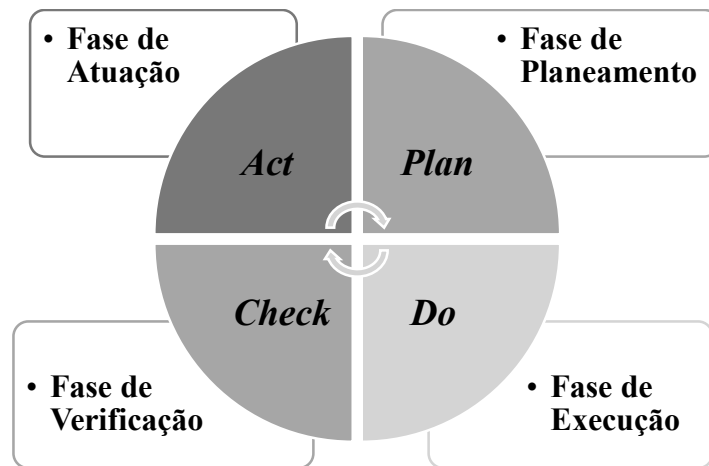 • Fase de
Atuação
• Fase de
Planeamento
Act
Plan
Check
Do
• Fase de
Verificação
• Fase de
Execução